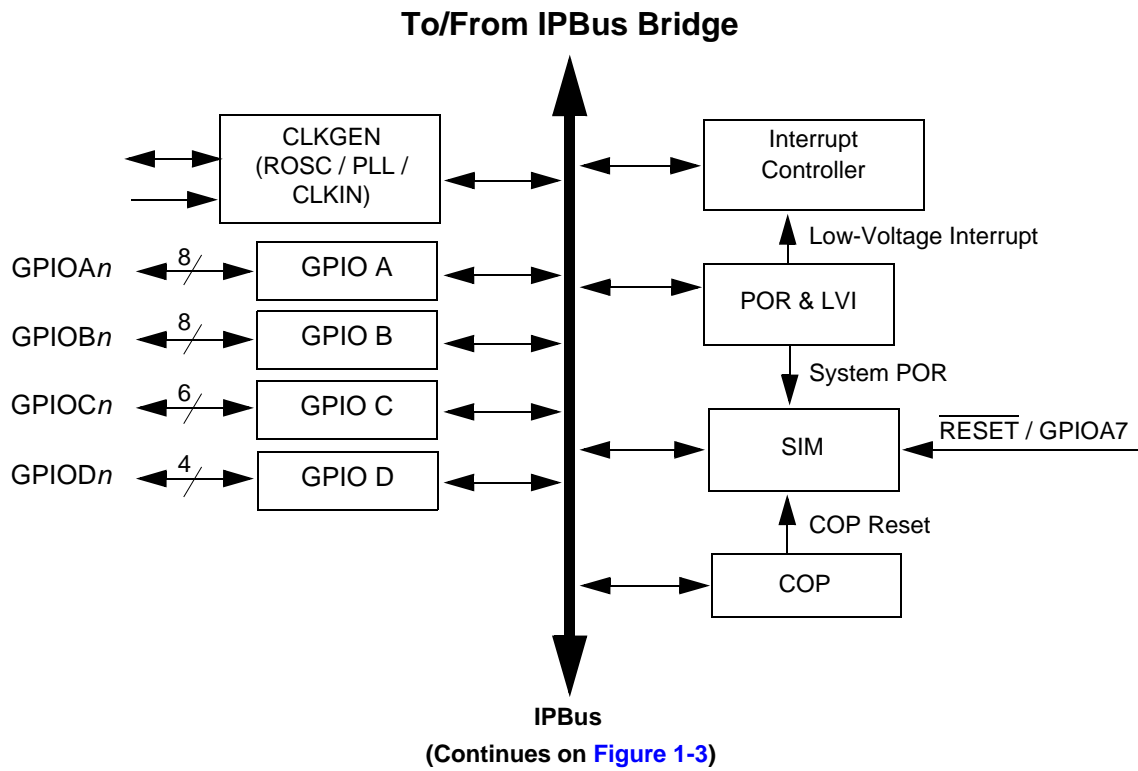 To/From IPBus Bridge
CLKGEN
(ROSC / PLL /
CLKIN)
Interrupt
Controller
Low-Voltage Interrupt
GPIOAn
8
GPIO A
POR & LVI
GPIOBn
8
GPIO B
System POR
GPIOCn
6
GPIO C
RESET / GPIOA7
SIM
GPIODn
4
GPIO D
COP Reset
COP
IPBus
(Continues on Figure 1-3)